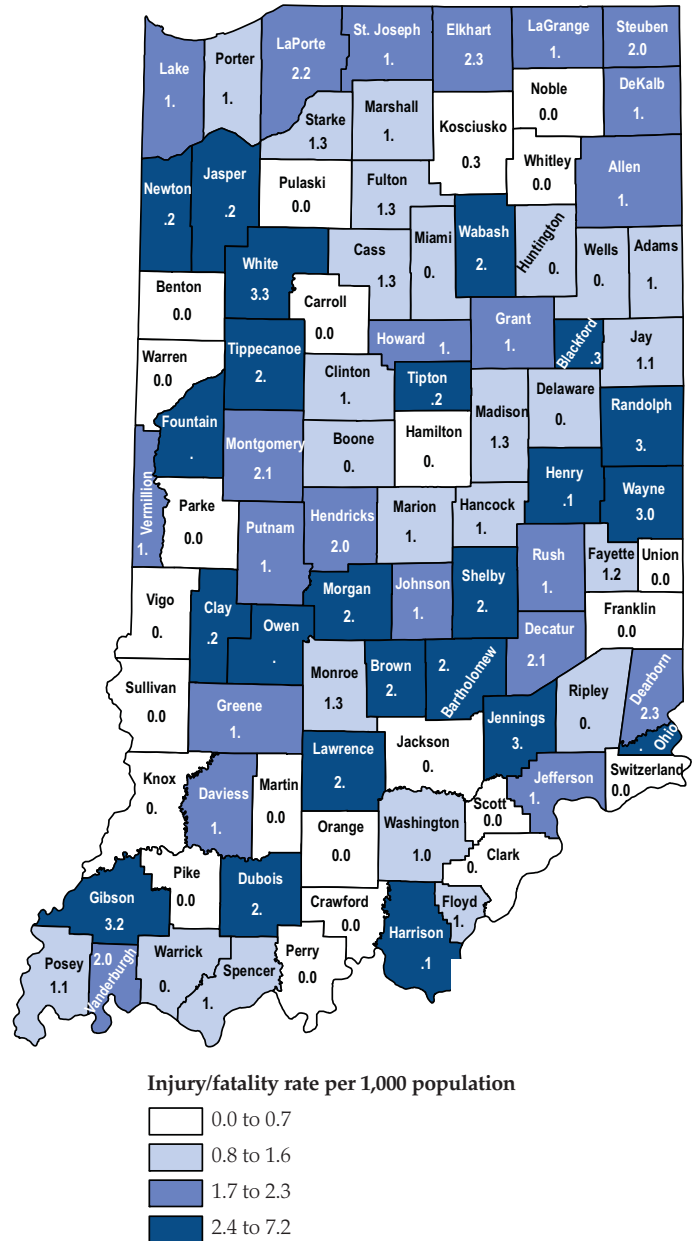 LaPorte
2.2
St. Joseph
1.
Elkhart
2.3
LaGrange
1.
Steuben
2.0
Lake
1.
Porter
1.
Noble
0.0
DeKalb
1.
Starke
1.3
Marshall
1.
Kosciusko
0.3
Whitley
0.0
Allen
1.
Newton
.2
Jasper
.2
Pulaski
0.0
Fulton
1.3
White
3.3
Cass
1.3
Miami
0.
Wabash
2.
Huntington
0.
Wells
0.
Adams
1.
Benton
0.0
Carroll
0.0
Howard 1.
Grant
1.
Blackford
.3
Jay
1.1
Warren
0.0
Tippecanoe
2.
Clinton
1.
Tipton
.2
Madison
1.3
Delaware
0.
Randolph
3.
Fountain
.
Montgomery
2.1
Boone
0.
Hamilton
0.
Henry
.1
Wayne
3.0
Vermillion
1.
Parke
0.0
Putnam
1.
Hendricks
2.0
Marion
1.
Hancock
1.
Rush
1.
Fayette
1.2
Union
0.0
Vigo
0.
Clay
.2
Owen
.
Morgan
2.
Johnson
1.
Shelby
2.
Decatur
2.1
Franklin
0.0
Sullivan
0.0
Greene
1.
Monroe
1.3
Brown
2.
2.
Bartholomew
Jennings
3.
Ripley
0.
Dearborn
2.3
. Ohio
Knox
0.
Daviess
1.
Martin
0.0
Lawrence
2.
Jackson
0.
Scott
0.0
Jefferson
1.
Switzerland
0.0
Orange
0.0
Washington
1.0
Clark
0.
Gibson
3.2
Pike
0.0
Dubois
2.
Crawford
0.0
Harrison
.1
Floyd
1.
Posey
1.1
2.0
Vanderburgh
Warrick
0.
Spencer
1.
Perry
0.0
Injury/fatality rate per 1,000 population
0.0 to 0.7
0.8 to 1.6
1.7 to 2.3
2.4 to 7.2